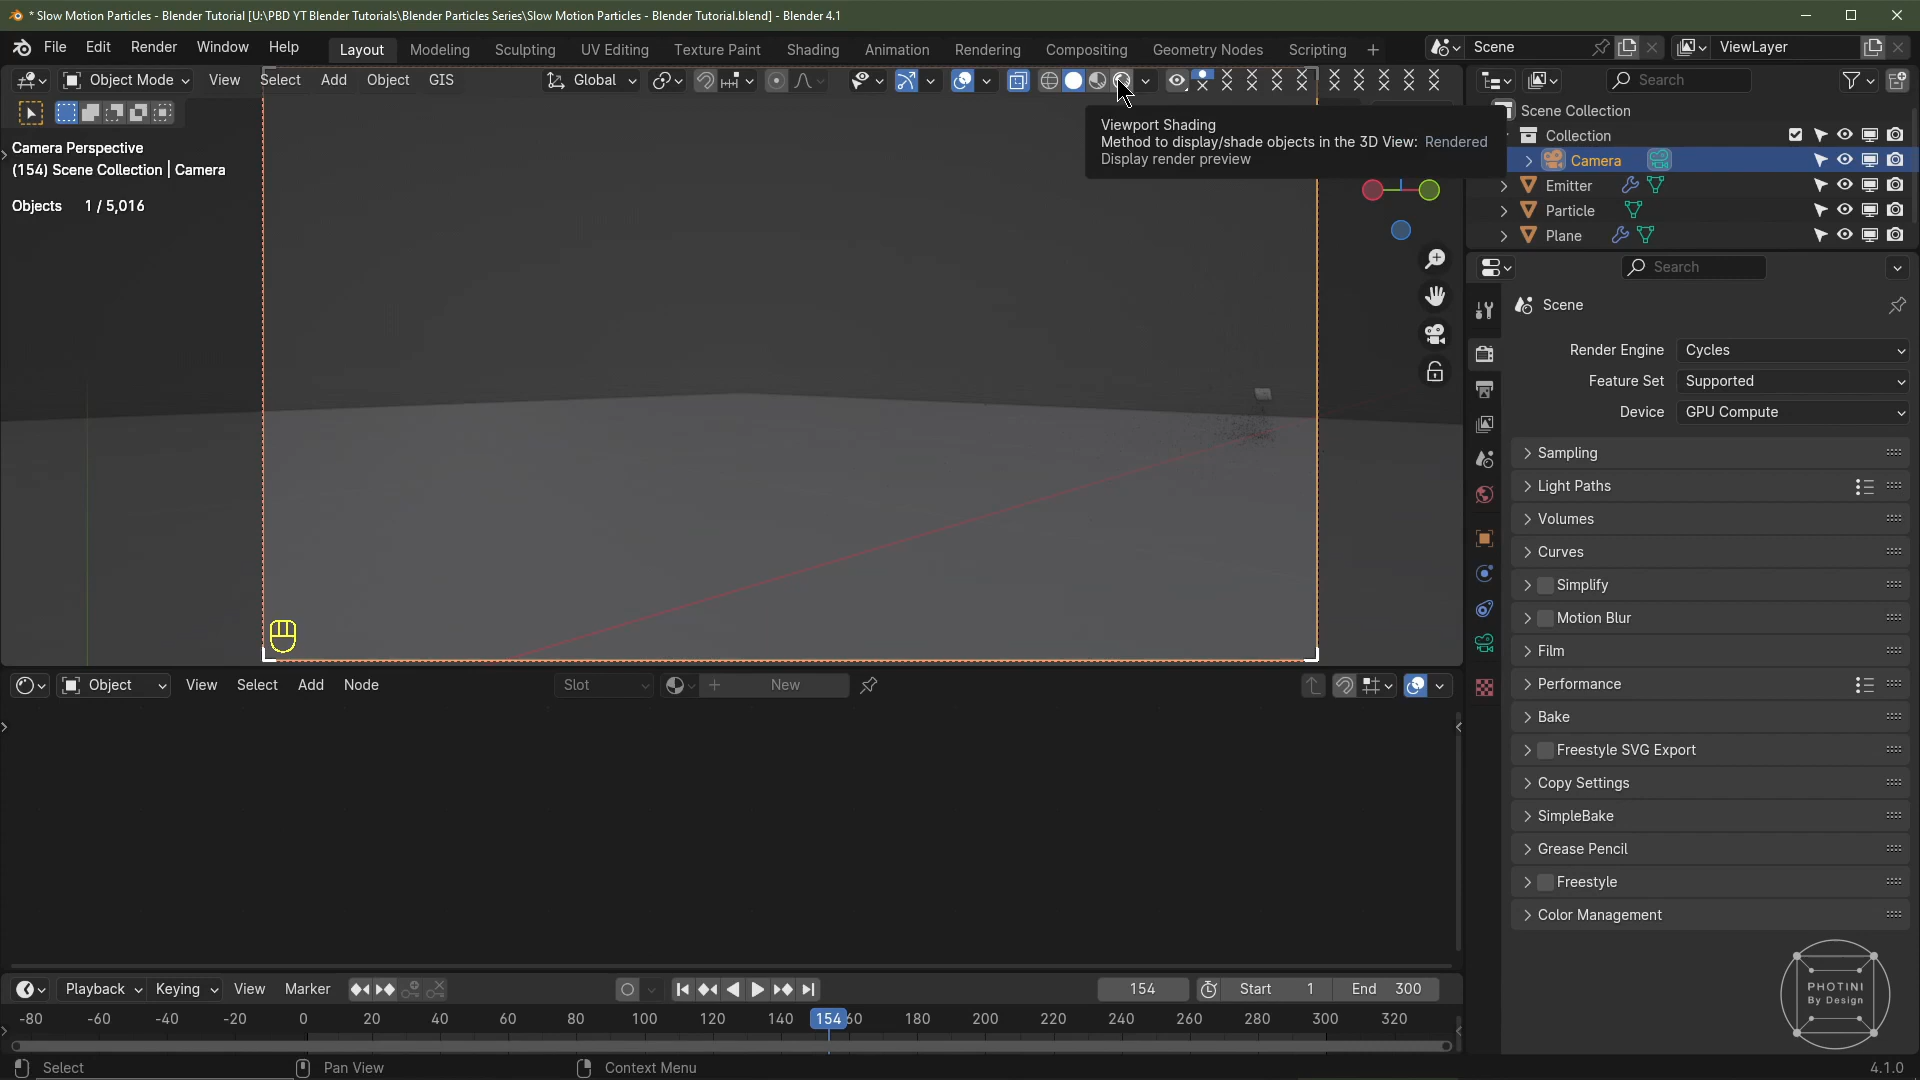 * Slow Motion Particles - Blender Tutorial [U:\PBD YT Blender Tutorials\Blender Particles Series\Slow Motion Particles - Blender Tutorial.blend] - Blender 4.1
File Edit Render Window Help Layout Modeling Sculpting UV Editing Texture Paint Shading Animation Rendering Compositing Geometry Nodes Scripting + Scene ViewLayer
Object Mode View Select Add Object GIS Global Search
Camera Perspective
(154) Scene Collection | Camera
Objects 1 / 5,016
Viewport Shading
Method to display/shade objects in the 3D View: Rendered
Display render preview
Scene Collection
Collection
Camera
Emitter
Particle
Plane
Search
Scene
Render Engine Cycles
Feature Set Supported
Device GPU Compute
Sampling
Light Paths
Volumes
Curves
Simplify
Motion Blur
Film
Performance
Bake
Freestyle SVG Export
Copy Settings
SimpleBake
Grease Pencil
Freestyle
Color Management
Object View Select Add Node Slot New
Playback Keying View Marker 154 Start 1 End 300
-80 -60 -40 -20 0 20 40 60 80 100 120 140 154 60 180 200 220 240 260 280 300 320
PHOTINI
By Design
Select Pan View Context Menu 4.1.0